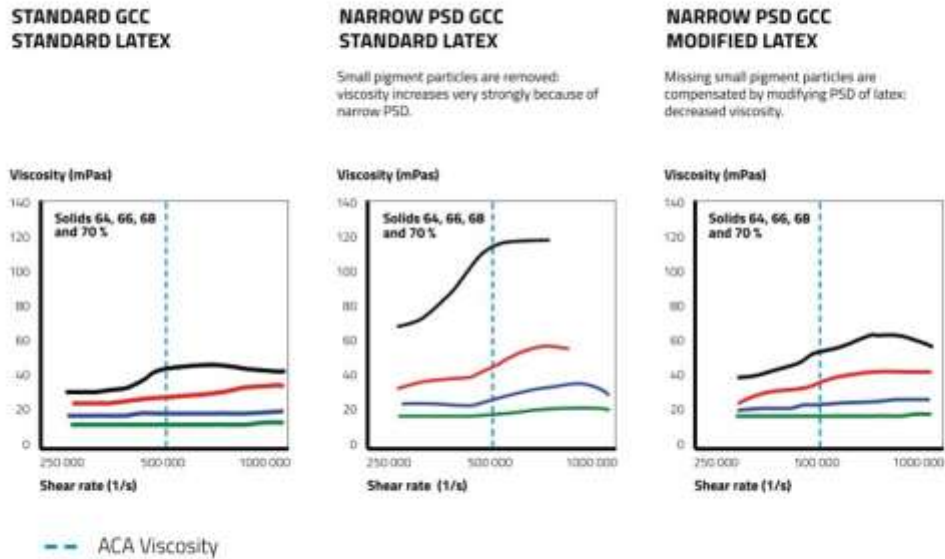 STANDARD GCC
STANDARD LATEX
NARROW PSD GCC
STANDARD LATEX
Small pigment particles are removed:
viscosity increases very strongly because of
narrow PSD.
NARROW PSD GCC
MODIFIED LATEX
Missing small pigment particles are
compensated by modifying PSD of latex:
decreased viscosity.
Viscosity (mPas)
140
120
100
80
60
40
20
0
Solids 64, 66, 68
and 70 %
250 000 500 000 1000 000
Shear rate (1/s)
Viscosity (mPas)
140
120
100
80
60
40
20
0
Solids 64, 66, 68
and 70 %
250 000 500 000 1000 000
Shear rate (1/s)
Viscosity (mPas)
140
120
100
80
60
40
20
0
Solids 64, 66, 68
and 70 %
250 000 500 000 1000 000
Shear rate (1/s)
ACA Viscosity